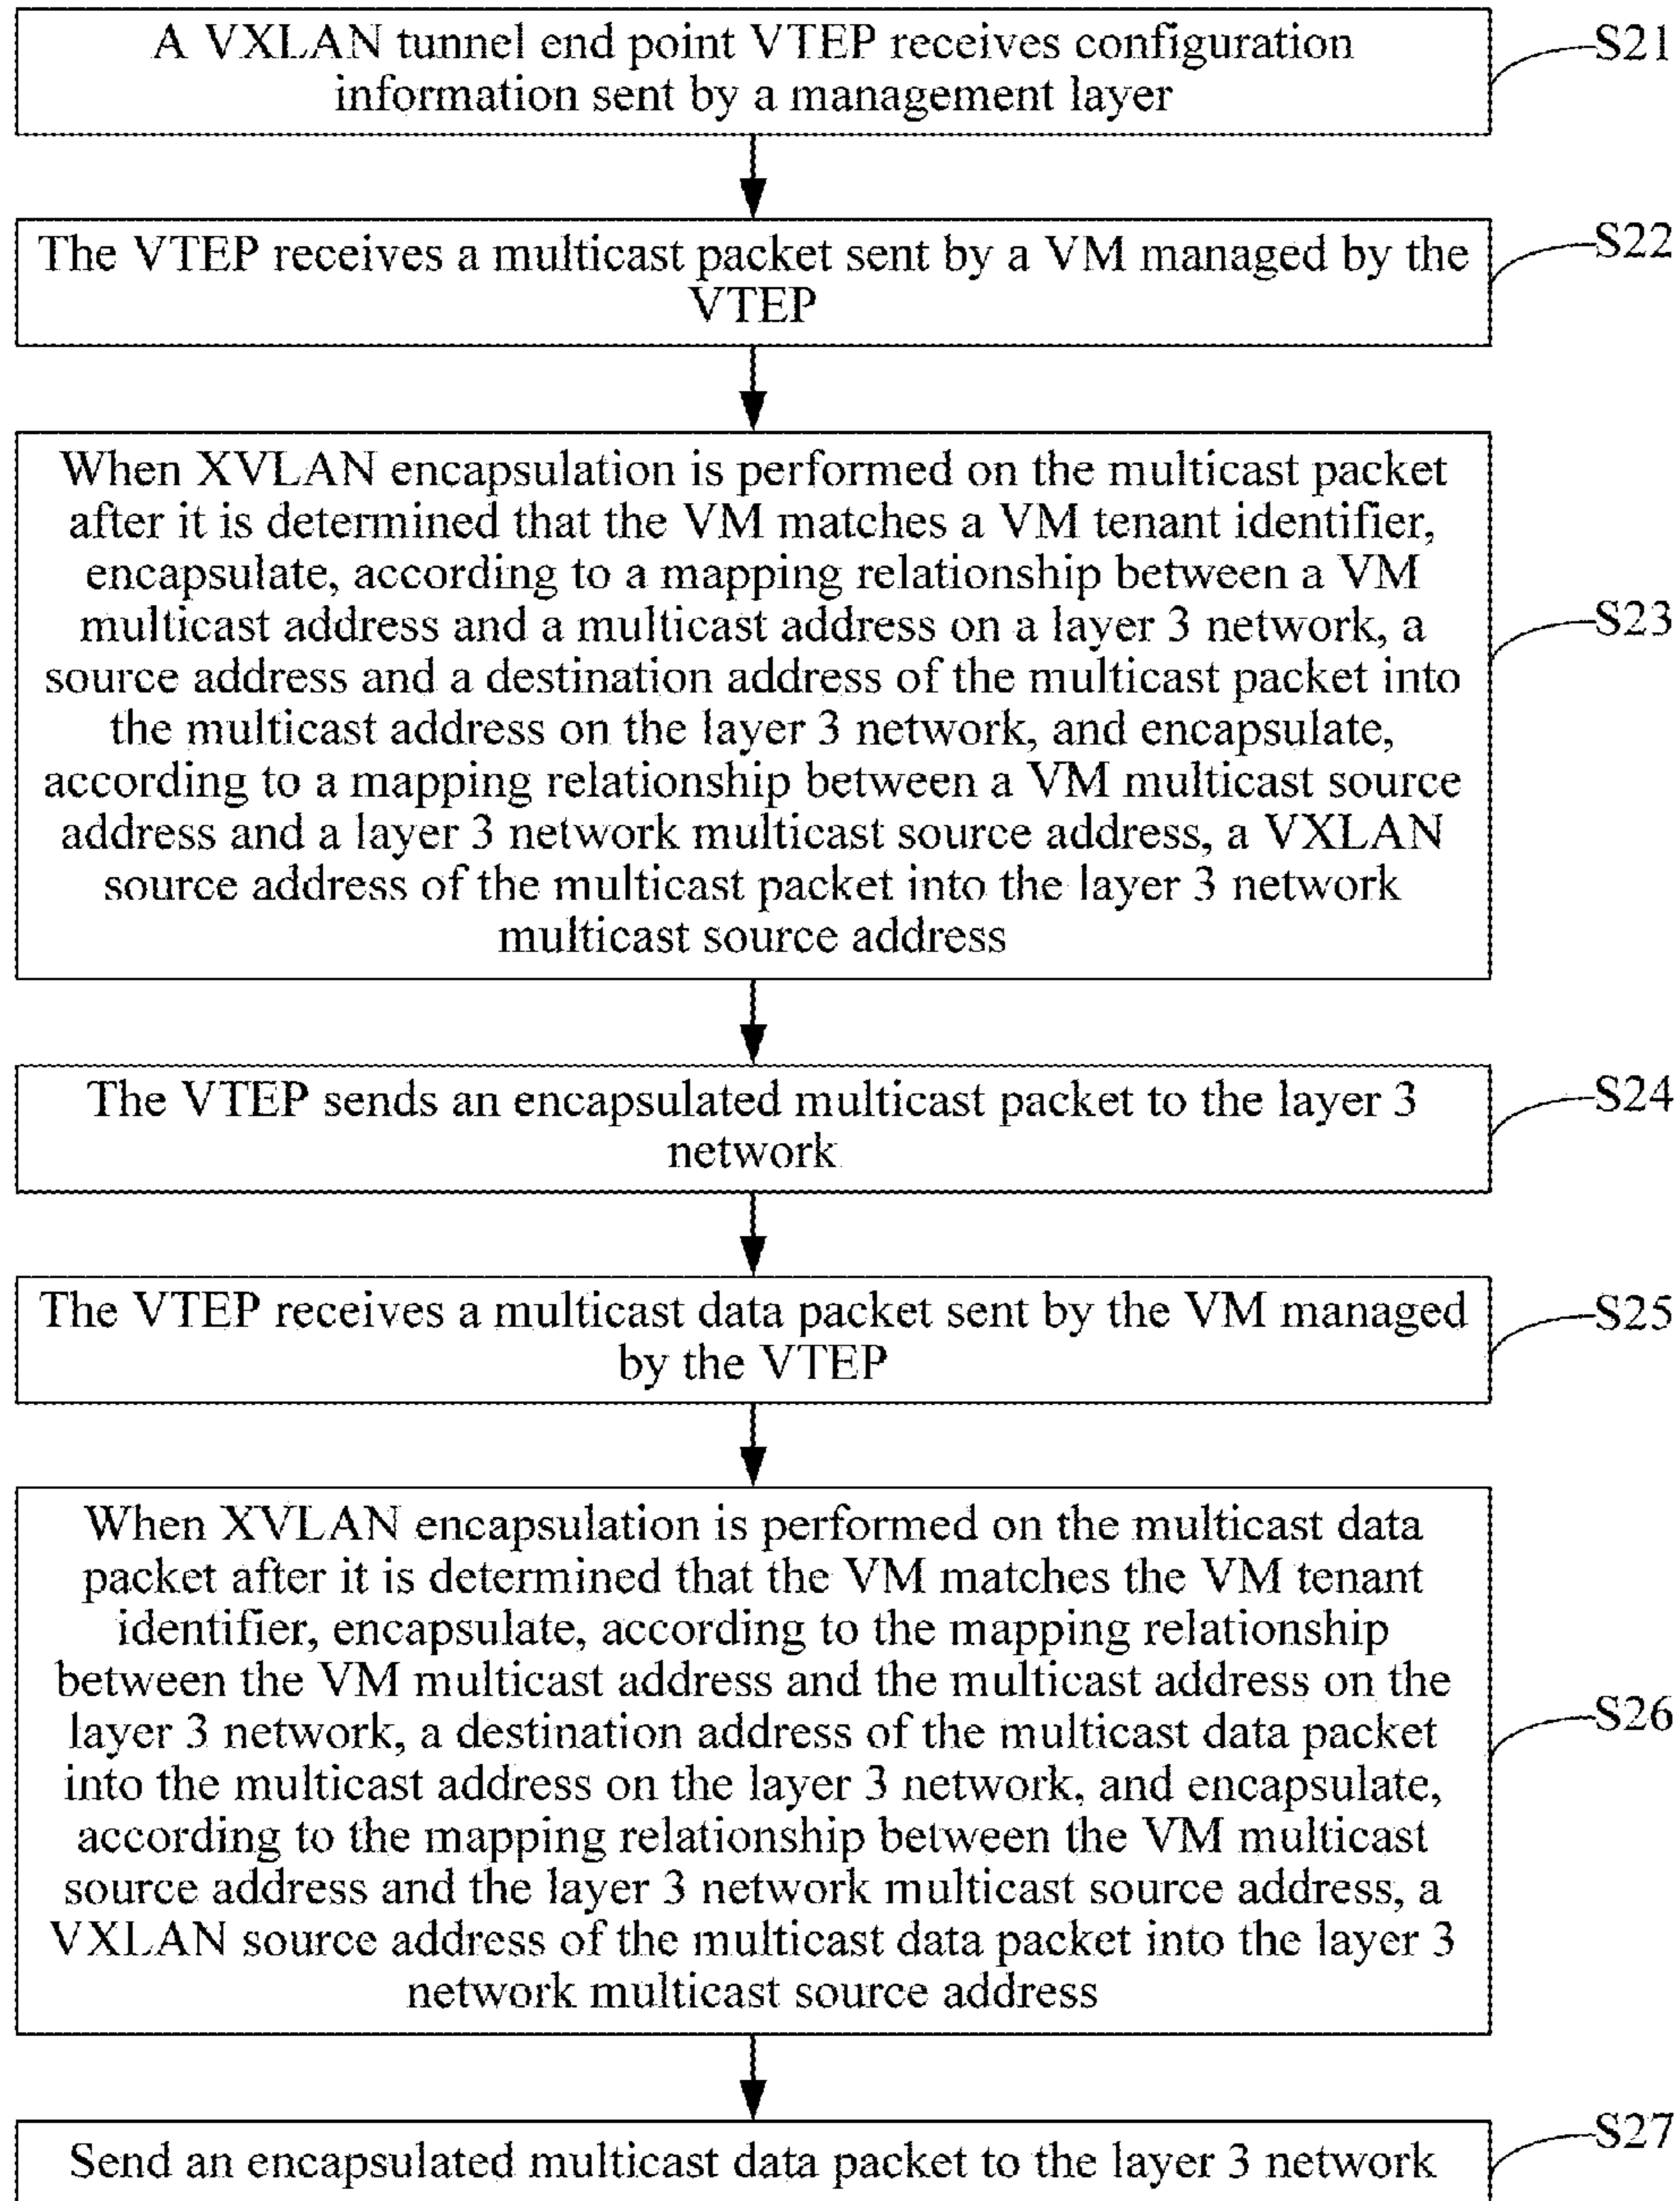 A VXLAN tunnel end point VTEP receives configuration
information sent by a management layer
S21
The VTEP receives a multicast packet sent by a VM managed by the
VTEP
S22
When XVLAN encapsulation is performed on the multicast packet
after it is determined that the VM matches a VM tenant identifier,
encapsulate, according to a mapping relationship between a VM
multicast address and a multicast address on a layer 3 network, a
source address and a destination address of the multicast packet into
the multicast address on the layer 3 network, and encapsulate,
according to a mapping relationship between a VM multicast source
address and a layer 3 network multicast source address, a VXLAN
source address of the multicast packet into the layer 3 network
multicast source address
S23
The VTEP sends an encapsulated multicast packet to the layer 3
network
S24
The VTEP receives a multicast data packet sent by the VM managed
by the VTEP
S25
When XVLAN encapsulation is performed on the multicast data
packet after it is determined that the VM matches the VM tenant
identifier, encapsulate, according to the mapping relationship
between the VM multicast address and the multicast address on the
layer 3 network, a destination address of the multicast data packet
into the multicast address on the layer 3 network, and encapsulate,
according to the mapping relationship between the VM multicast
source address and the layer 3 network multicast source address, a
VXLAN source address of the multicast data packet into the layer 3
network multicast source address
S26
Send an encapsulated multicast data packet to the layer 3 network
S27